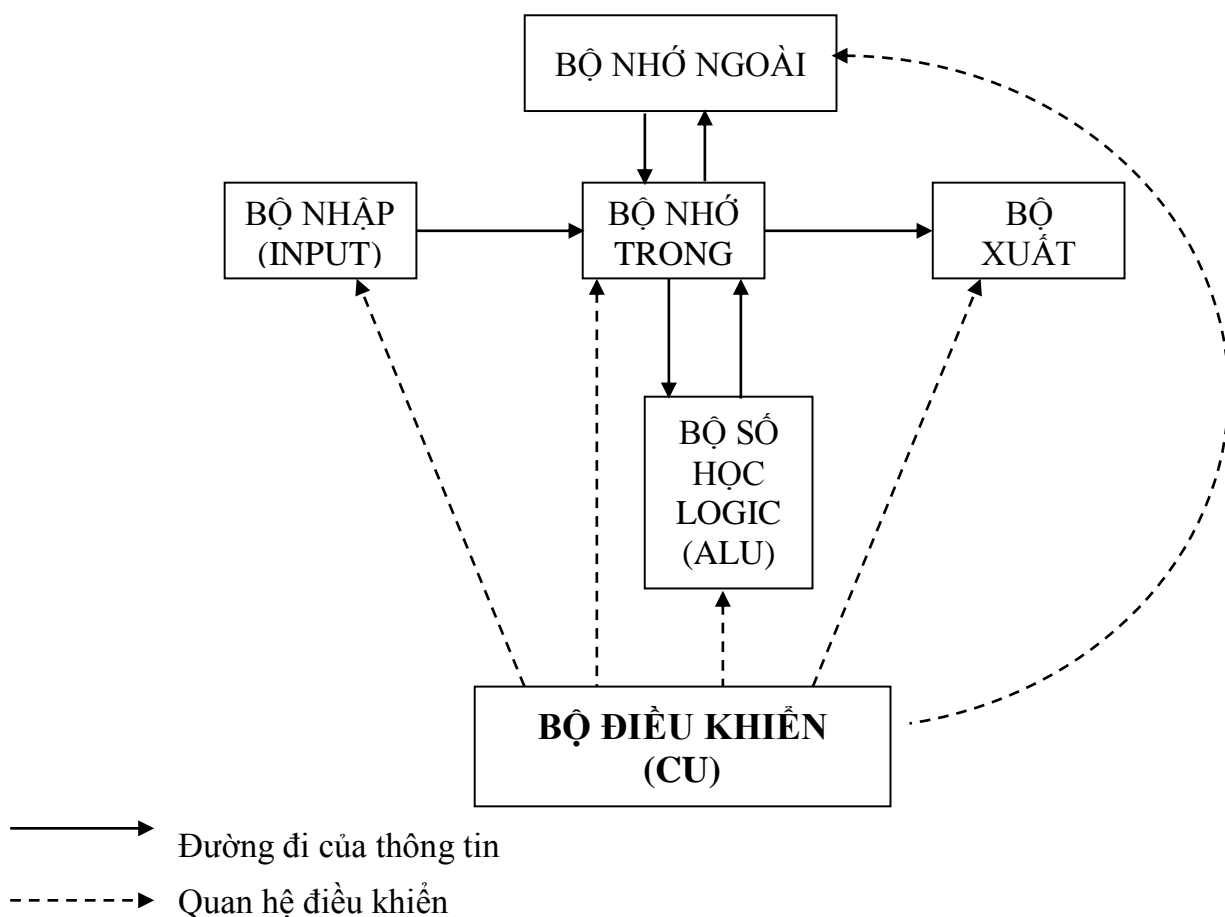 BỘ NHỚ NGOÀI
BỘ NHẬP
(INPUT)
BỘ NHỚ
TRONG
BỘ
XUẤT
BỘ SỐ
HỌC
LOGIC
(ALU)
BỘ ĐIỀU KHIỂN
(CU)
Đường đi của thông tin
Quan hệ điều khiển